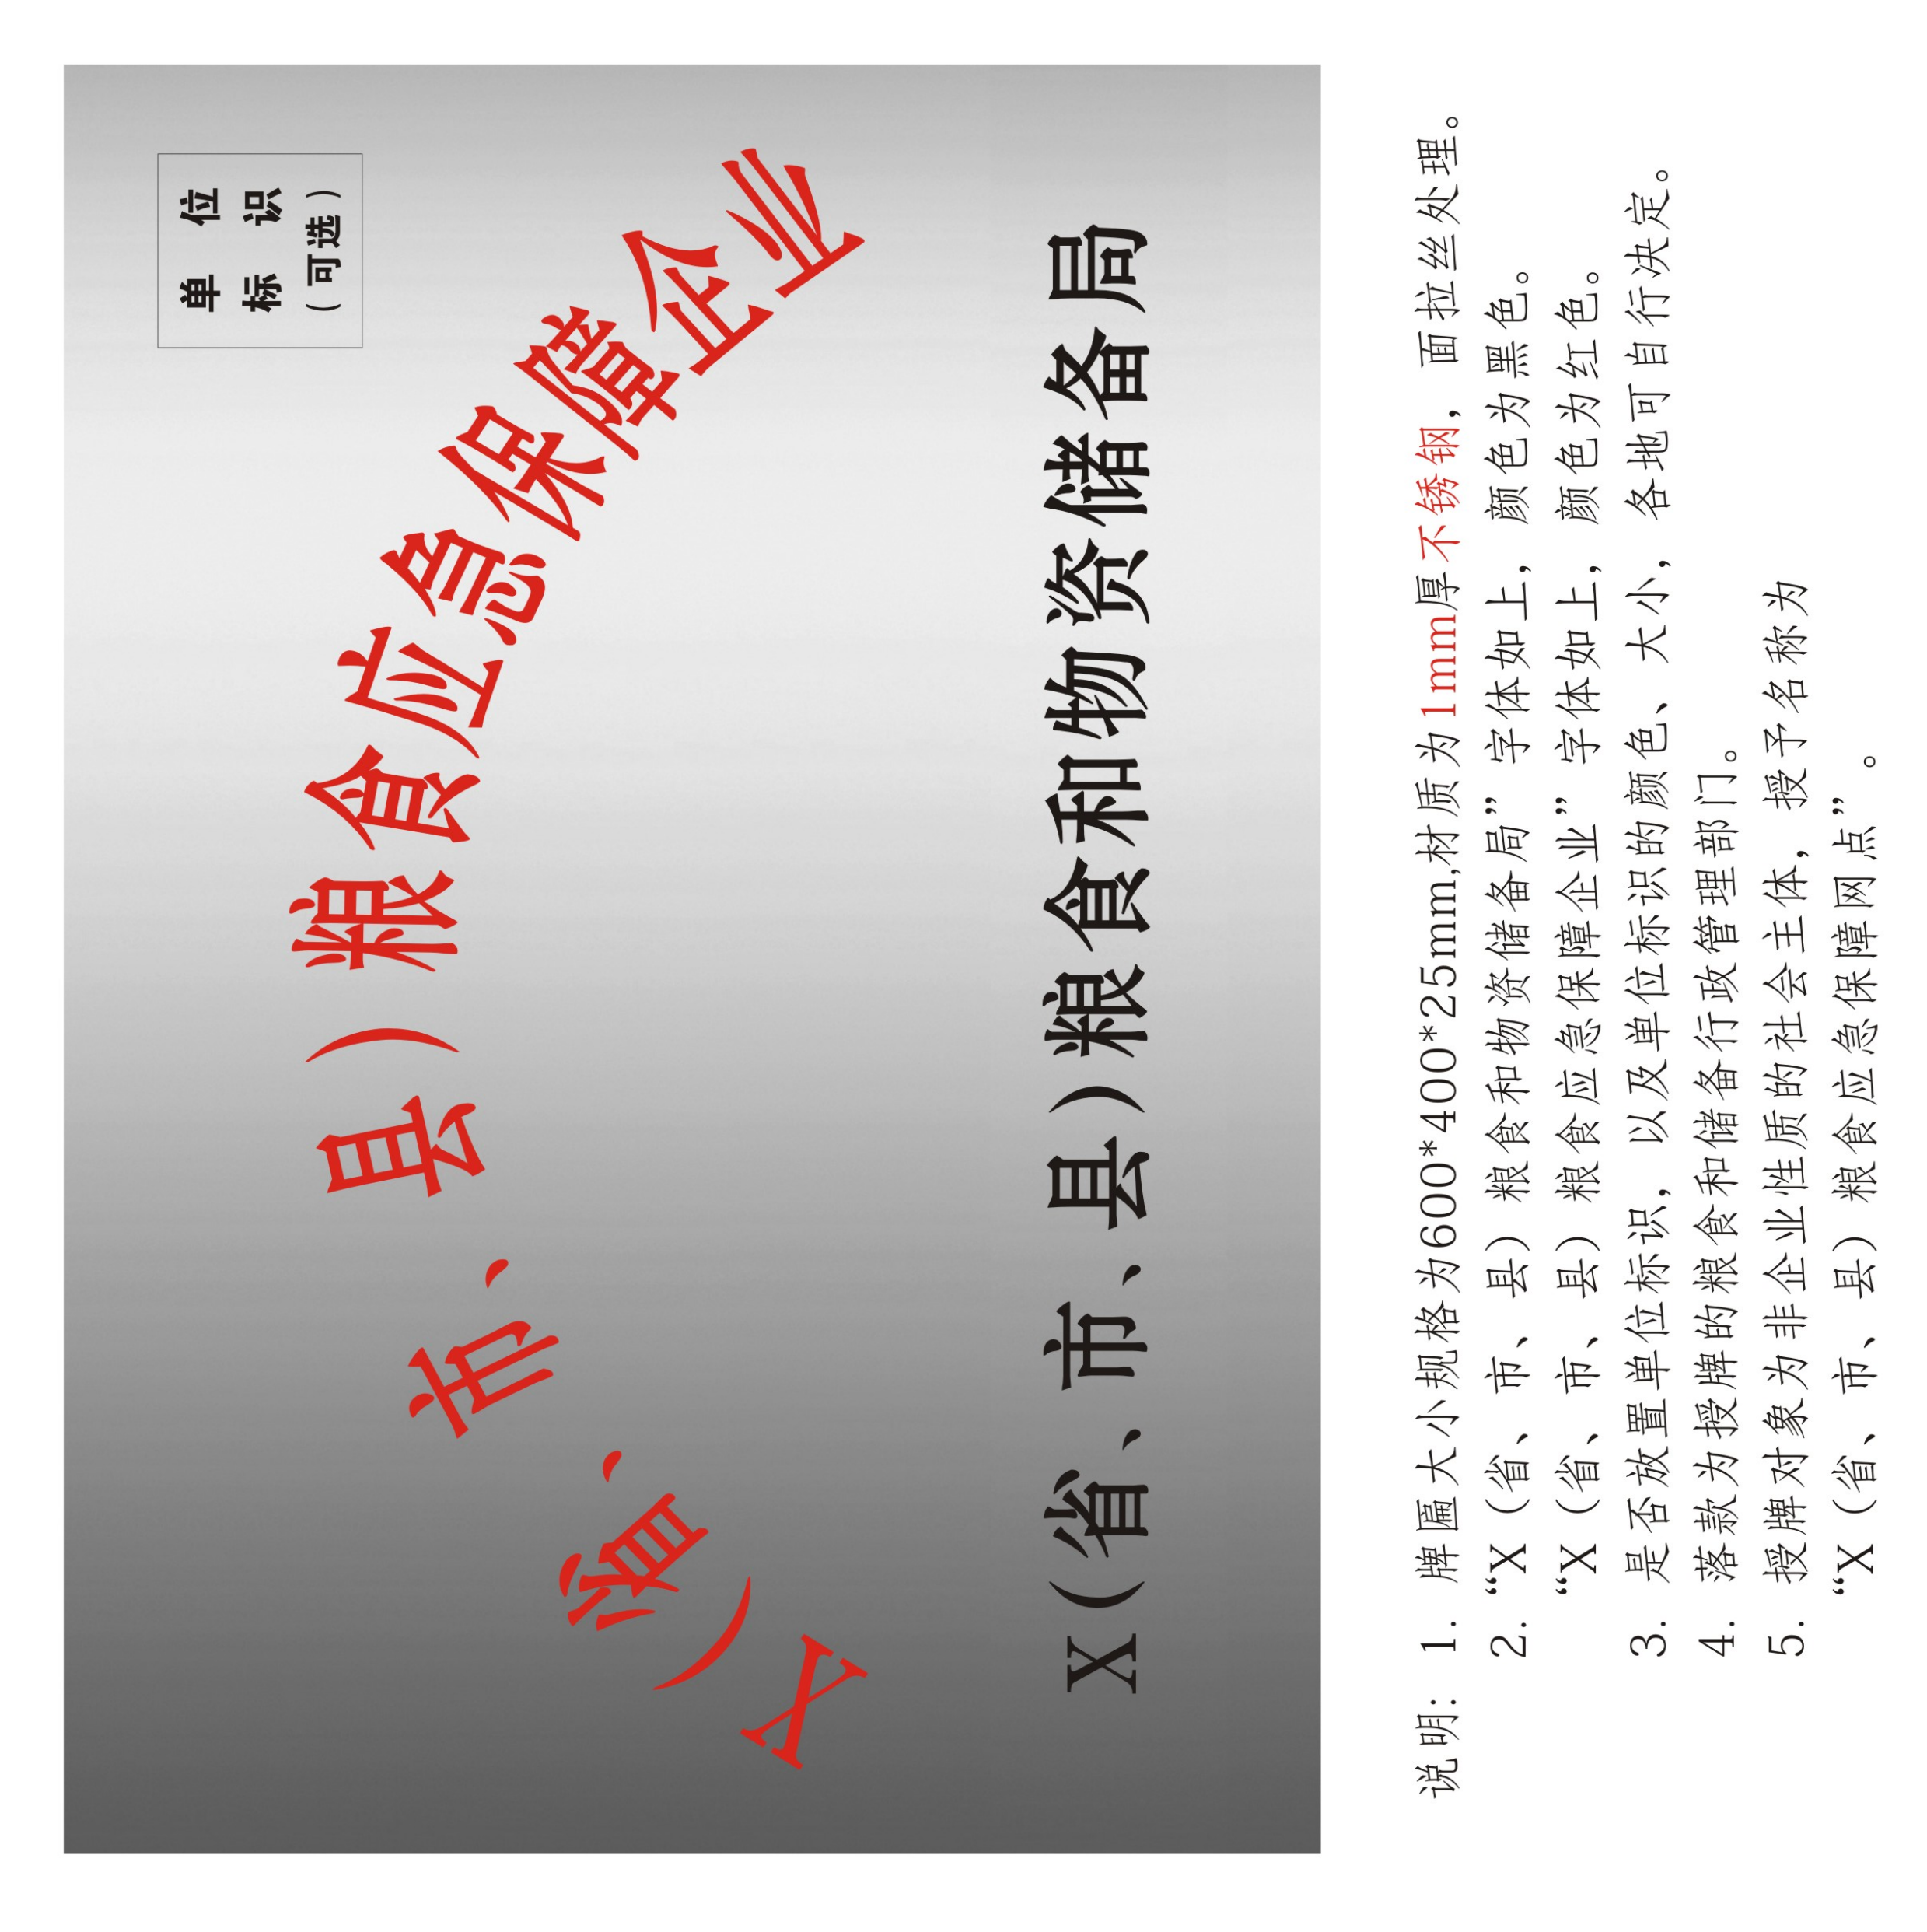 单 位
标 识
（可选）
X（省、市、县）粮食应急保障企业
X（省、市、县）粮食和物资储备局
说明：1. 牌匾大小规格为600*400*25mm,材质为1mm厚不锈钢，面拉丝处理。
2. “X（省、市、县）粮食和物资储备局”字体如上，颜色为黑色。
“X（省、市、县）粮食应急保障企业”字体如上，颜色为红色。
3. 是否放置单位标识，以及单位标识的颜色、大小，各地可自行决定。
4. 落款为授牌的粮食和储备行政管理部门。
5. 授牌对象为非企业性质的社会主体，授予名称为
“X（省、市、县）粮食应急保障网点”。